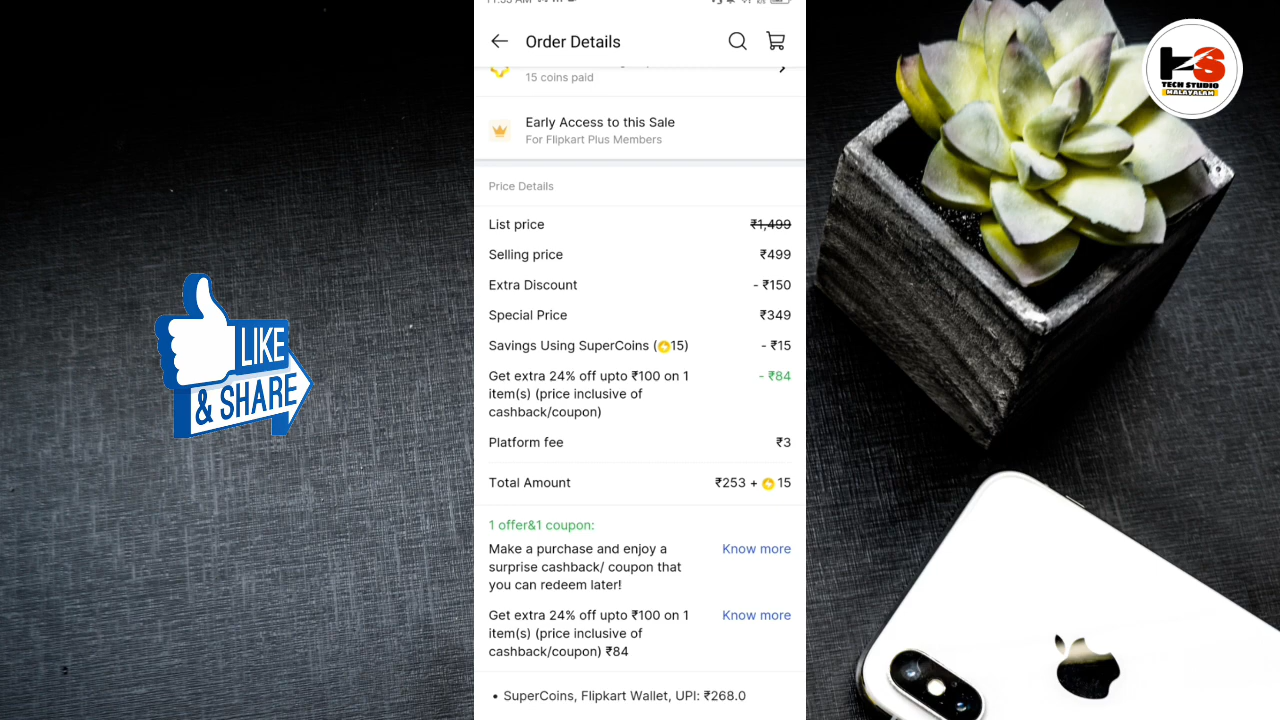 Order Details
15 coins paid
Early Access to this Sale
For Flipkart Plus Members
Price Details
List price ₹1,499
Selling price ₹499
Extra Discount - ₹150
Special Price ₹349
Savings Using SuperCoins (15) - ₹15
Get extra 24% off upto ₹100 on 1 - ₹84
item(s) (price inclusive of
cashback/coupon)
Platform fee ₹3
Total Amount ₹253 + 15
1 offer&1 coupon:
Make a purchase and enjoy a Know more
surprise cashback/ coupon that
you can redeem later!
Get extra 24% off upto ₹100 on 1 Know more
item(s) (price inclusive of
cashback/coupon) ₹84
• SuperCoins, Flipkart Wallet, UPI: ₹268.0
LIKE
& SHARE
TECH STUDIO
MALAYALAM